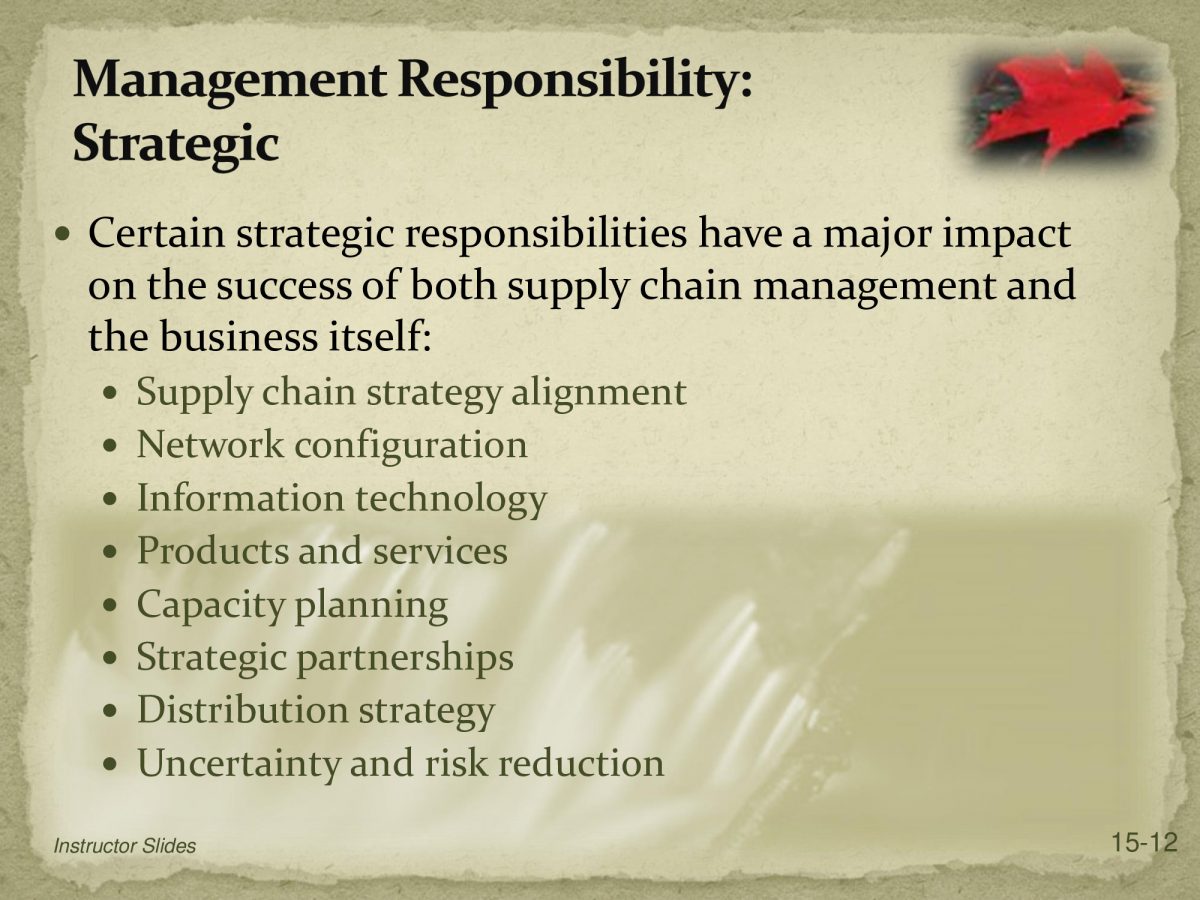 Management Responsibility:
Strategic
• Certain strategic responsibilities have a major impact
on the success of both supply chain management and
the business itself:
• Supply chain strategy alignment
• Network configuration
• Information technology
• Products and services
• Capacity planning
• Strategic partnerships
• Distribution strategy
• Uncertainty and risk reduction
Instructor Slides
15-12